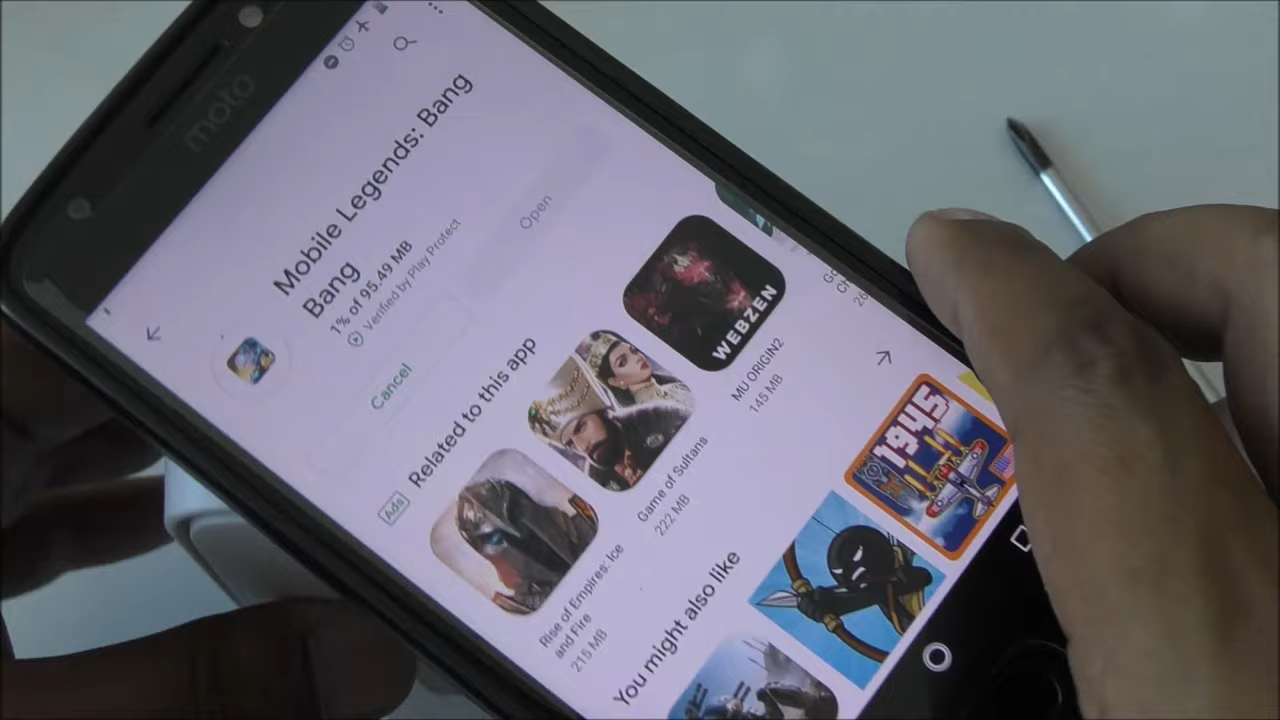 moto
Mobile Legends: Bang
Bang
1% of 95.49 MB
Verified by Play Protect
Cancel
Open
Ads
Related to this app
Rise of Empires: Ice
and Fire
215 MB
Game of Sultans
222 MB
WEBZEN
MU ORIGIN2
145 MB
You might also like
1945